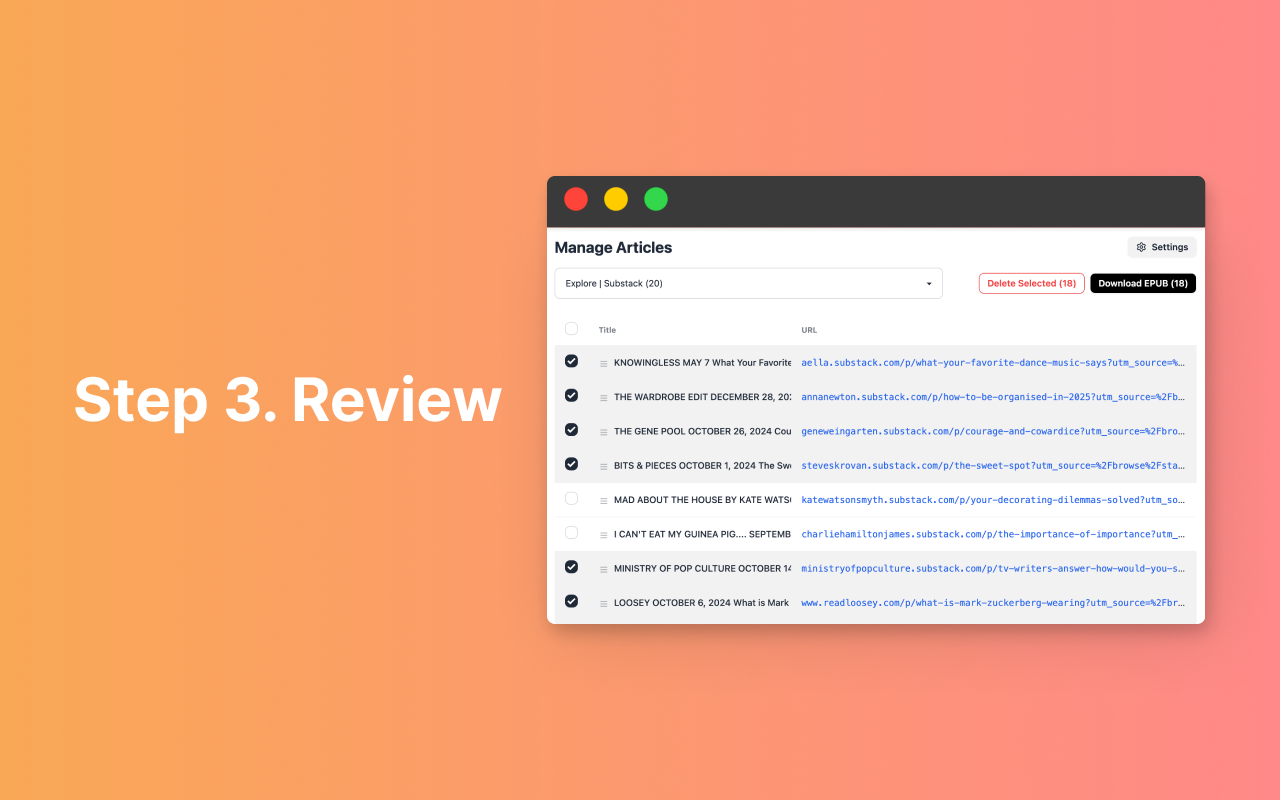 Step 3. Review
Manage Articles
Settings
Explore | Substack (20)
Delete Selected (18)
Download EPUB (18)
Title URL
KNOWINGLESS MAY 7 What Your Favorite aella.substack.com/p/what-your-favorite-dance-music-says?utm_source=%…
THE WARDROBE EDIT DECEMBER 28, 202 annanewton.substack.com/p/how-to-be-organised-in-2025?utm_source=%2Fb…
THE GENE POOL OCTOBER 26, 2024 Cou geneweingarten.substack.com/p/courage-and-cowardice?utm_source=%2Fbro…
BITS & PIECES OCTOBER 1, 2024 The Swe steveskrovan.substack.com/p/the-sweet-spot?utm_source=%2Fbrowse%2Fsta…
MAD ABOUT THE HOUSE BY KATE WATSO katewatsonsmyth.substack.com/p/your-decorating-dilemmas-solved?utm_so…
I CAN'T EAT MY GUINEA PIG.... SEPTEMB charliehamiltonjames.substack.com/p/the-importance-of-importance?utm_…
MINISTRY OF POP CULTURE OCTOBER 14 ministryofpopculture.substack.com/p/tv-writers-answer-how-would-you-s…
LOOSEY OCTOBER 6, 2024 What is Mark www.readloosey.com/p/what-is-mark-zuckerberg-wearing?utm_source=%2Fbr…